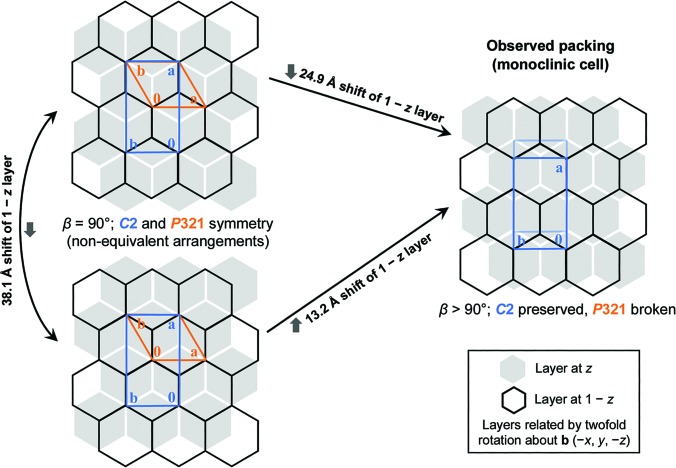 38.1 Å shift of 1 − z layer
b
a
0
a
b
0
β = 90°; C2 and P321 symmetry
(non-equivalent arrangements)
b
a
0
a
b
0
24.9 Å shift of 1 − z layer
13.2 Å shift of 1 − z layer
Observed packing
(monoclinic cell)
a
b
0
β > 90°; C2 preserved, P321 broken
Layer at z
Layer at 1 − z
Layers related by twofold
rotation about b (−x, y, −z)